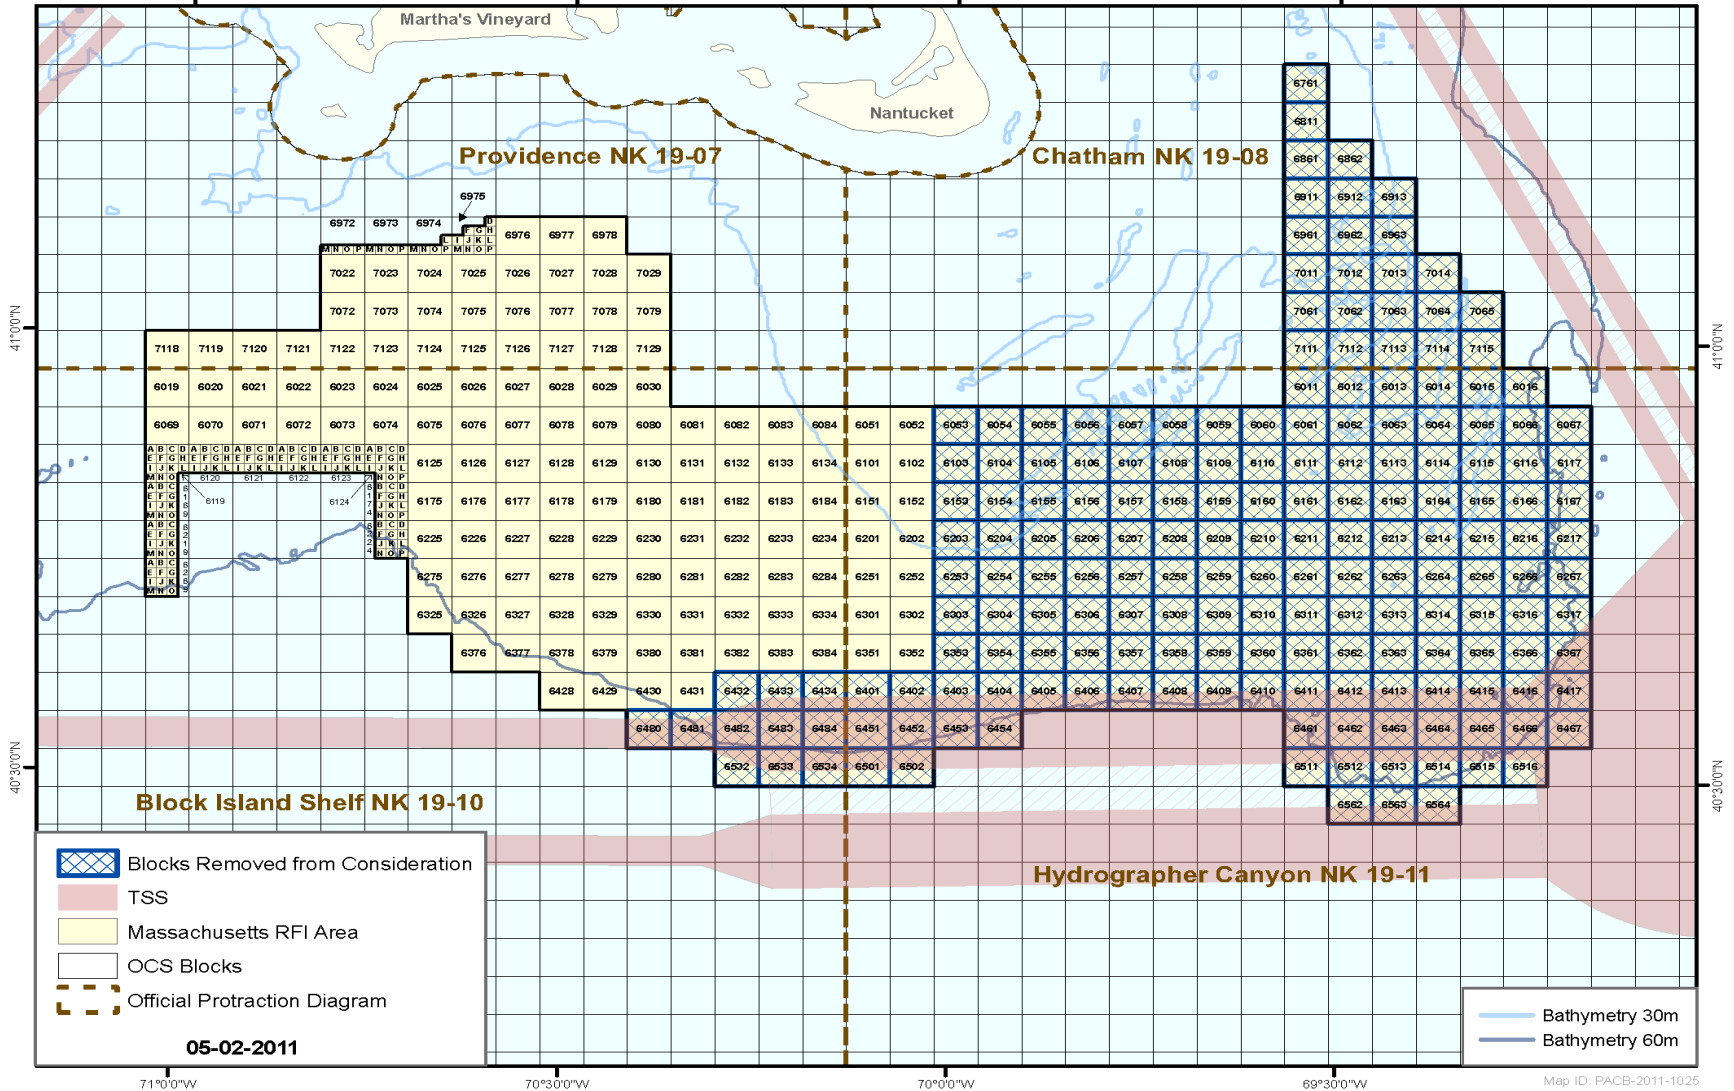 Martha's Vineyard
Nantucket
Providence NK 19-07
Chatham NK 19-08
6761
6811
6861 6862
6975
6911 6912 6913
6972 6973 6974
6976 6977 6978
6961 6962 6963
M N O P M N O P M N O P M N O P
7022 7023 7024 7025 7026 7027 7028 7029
7011 7012 7013 7014
7072 7073 7074 7075 7076 7077 7078 7079
7061 7062 7063 7064 7065
41°0'0"N
41°0'0"N
7118 7119 7120 7121 7122 7123 7124 7125 7126 7127 7128 7129
7111 7112 7113 7114 7115
6019 6020 6021 6022 6023 6024 6025 6026 6027 6028 6029 6030
6011 6012 6013 6014 6015 6016
6069 6070 6071 6072 6073 6074 6075 6076 6077 6078 6079 6080 6081 6082 6083 6084 6051 6052 6053 6054 6055 6056 6057 6058 6059 6060 6061 6062 6063 6064 6065 6066 6067
A B C D A B C D A B C D A B C D A B C D A B C D
6125 6126 6127 6128 6129 6130 6131 6132 6133 6134 6101 6102 6103 6104 6105 6106 6107 6108 6109 6110 6111 6112 6113 6114 6115 6116 6117
6120 6121 6122 6123
6119 6124
6175 6176 6177 6178 6179 6180 6181 6182 6183 6184 6151 6152 6153 6154 6155 6156 6157 6158 6159 6160 6161 6162 6163 6164 6165 6166 6167
6225 6226 6227 6228 6229 6230 6231 6232 6233 6234 6201 6202 6203 6204 6205 6206 6207 6208 6209 6210 6211 6212 6213 6214 6215 6216 6217
6275 6276 6277 6278 6279 6280 6281 6282 6283 6284 6251 6252 6253 6254 6255 6256 6257 6258 6259 6260 6261 6262 6263 6264 6265 6266 6267
6325 6326 6327 6328 6329 6330 6331 6332 6333 6334 6301 6302 6303 6304 6305 6306 6307 6308 6309 6310 6311 6312 6313 6314 6315 6316 6317
6376 6377 6378 6379 6380 6381 6382 6383 6384 6351 6352 6353 6354 6355 6356 6357 6358 6359 6360 6361 6362 6363 6364 6365 6366 6367
6428 6429 6430 6431 6432 6433 6434 6401 6402 6403 6404 6405 6406 6407 6408 6409 6410 6411 6412 6413 6414 6415 6416 6417
6480 6481 6482 6483 6484 6451 6452 6453 6454 6461 6462 6463 6464 6465 6466 6467
6532 6533 6534 6501 6502 6511 6512 6513 6514 6515 6516
40°30'0"N
40°30'0"N
6562 6563 6564
Block Island Shelf NK 19-10
Hydrographer Canyon NK 19-11
Blocks Removed from Consideration
TSS
Massachusetts RFI Area
OCS Blocks
Official Protraction Diagram
05-02-2011
Bathymetry 30m
Bathymetry 60m
71°0'0"W
70°30'0"W
70°0'0"W
69°30'0"W
Map ID: PACB-2011-1025